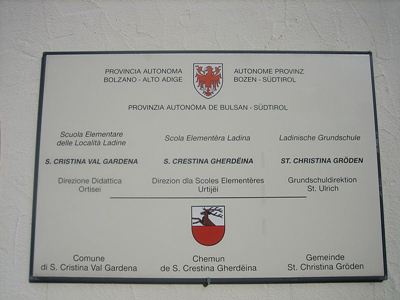 PROVINCIA AUTONOMA
BOLZANO - ALTO ADIGE
AUTONOME PROVINZ
BOZEN - SÜDTIROL
PROVINZIA AUTONÓMA DE BULSAN - SÜDTIROL
Scuola Elementare
delle Località Ladine
Scola Elementèra Ladina
Ladinische Grundschule
S. CRISTINA VAL GARDENA
S. CRESTINA GHERDËINA
ST. CHRISTINA GRÖDEN
Direzione Didattica
Ortisei
Direzion dla Scoles Elementères
Urtijëi
Grundschuldirektion
St. Ulrich
Comune
di S. Cristina Val Gardena
Chemun
de S. Crestina Gherdëina
Gemeinde
St. Christina Gröden